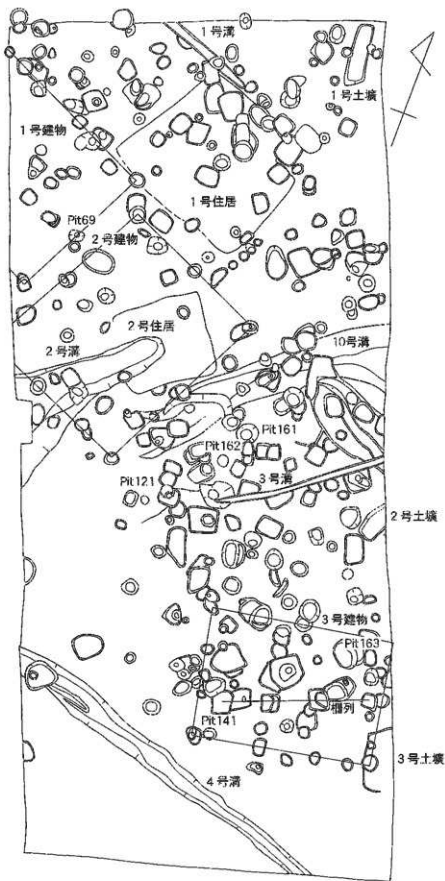 1号溝
1号土壙
1号建物
1号住居
Pit69
2号建物
2号住居
2号溝
10号溝
Pit161
Pit162
Pit121
3号溝
2号土壙
3号建物
Pit163
柵列
Pit141
3号土壙
4号溝